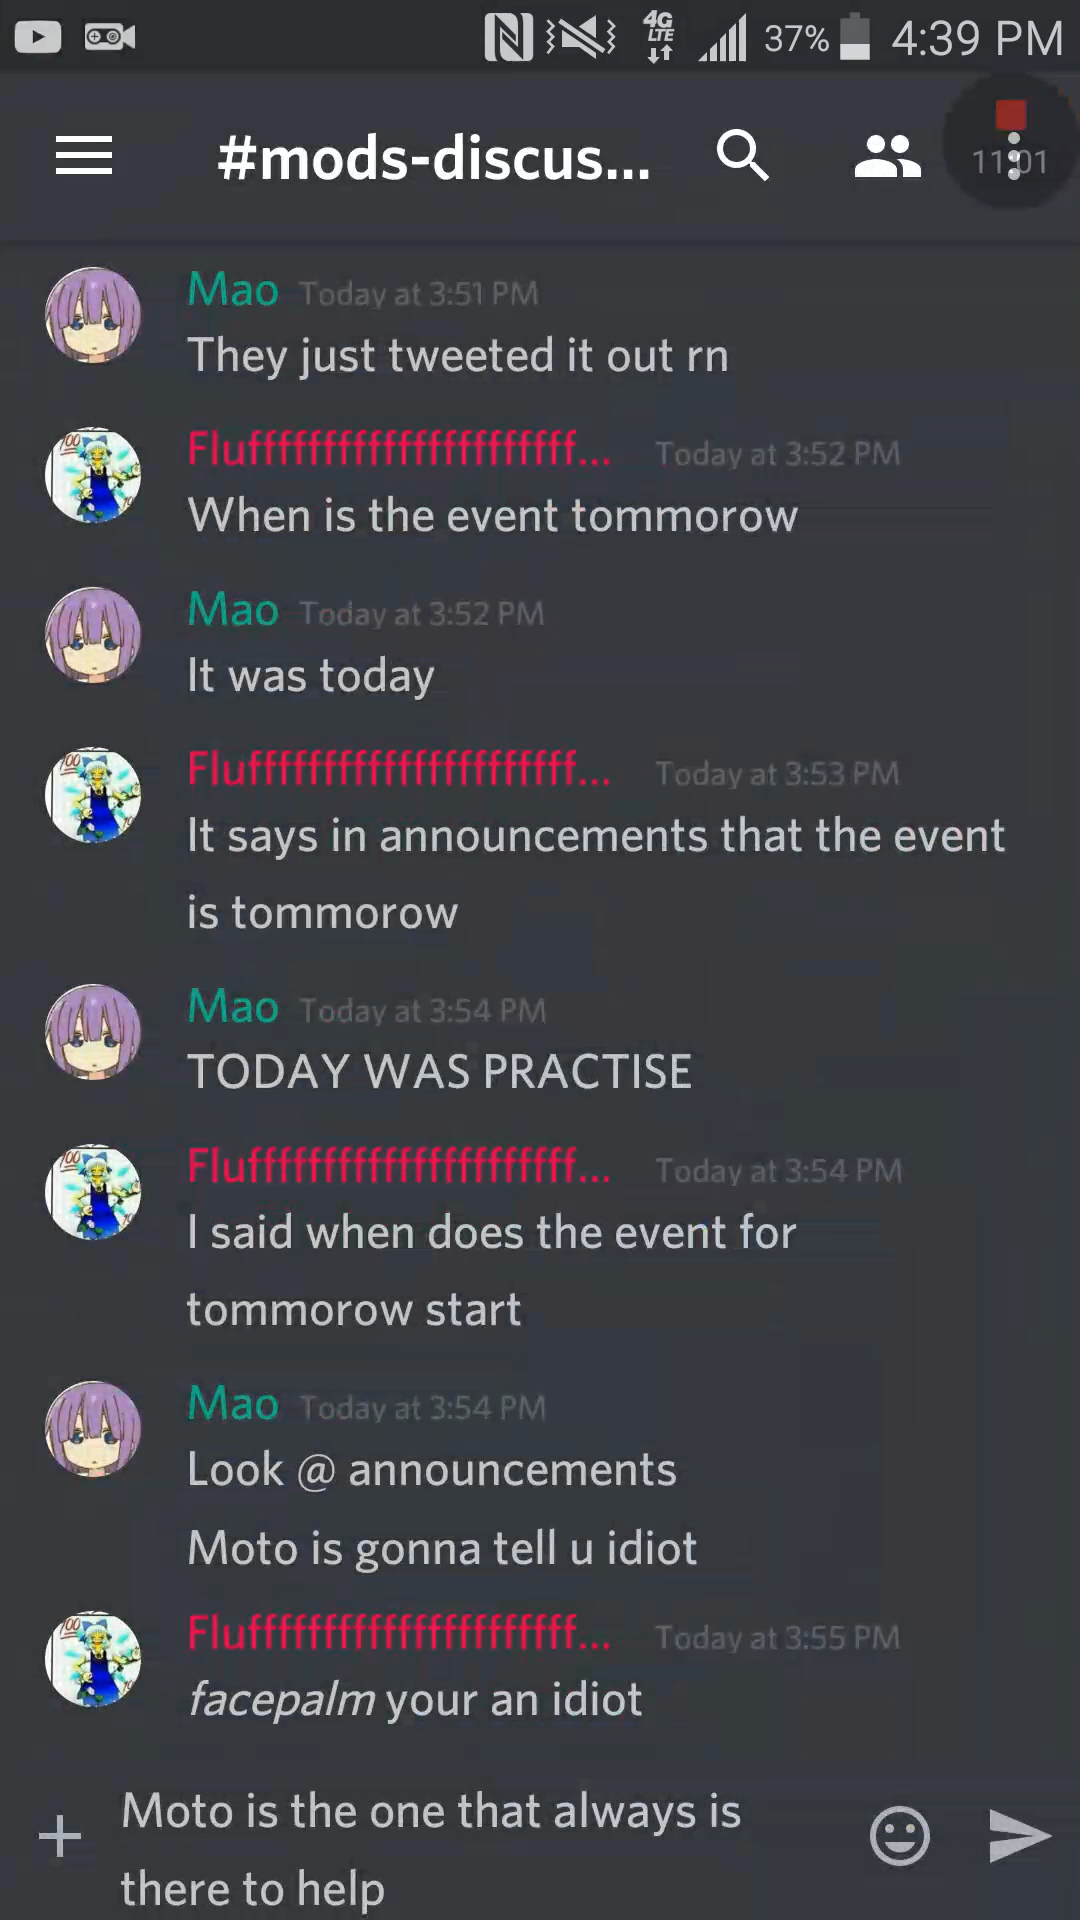 4G
LTE
37%
4:39 PM
#mods-discus...
11:01
Mao Today at 3:51 PM
They just tweeted it out rn
Fluffffffffffffffffffffff... Today at 3:52 PM
When is the event tommorow
Mao Today at 3:52 PM
It was today
Fluffffffffffffffffffffff... Today at 3:53 PM
It says in announcements that the event
is tommorow
Mao Today at 3:54 PM
TODAY WAS PRACTISE
Fluffffffffffffffffffffff... Today at 3:54 PM
I said when does the event for
tommorow start
Mao Today at 3:54 PM
Look @ announcements
Moto is gonna tell u idiot
Fluffffffffffffffffffffff... Today at 3:55 PM
facepalm your an idiot
Moto is the one that always is
there to help